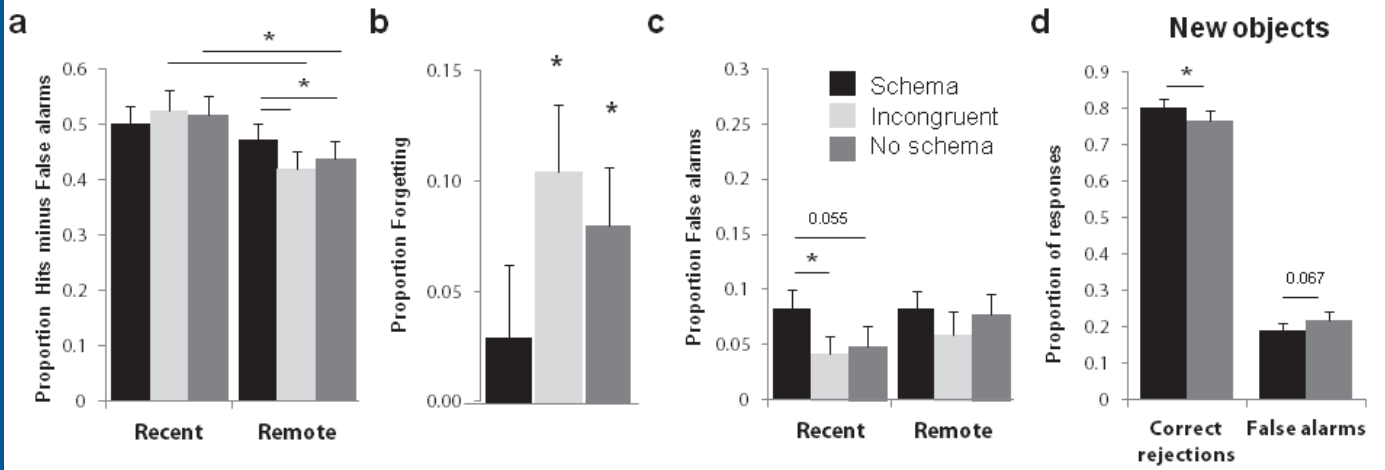 a
Proportion Hits minus False alarms
0.6
0.5
0.4
0.3
0.2
0.1
0
*
*
Recent
Remote
b
Proportion Forgetting
0.15
0.10
0.05
0.00
*
*
c
Proportion False alarms
0.3
0.25
0.2
0.15
0.1
0.05
0
Schema
Incongruent
No schema
0.055
*
Recent
Remote
d
New objects
Proportion of responses
0.9
0.8
0.7
0.6
0.5
0.4
0.3
0.2
0.1
0
*
0.067
Correct
rejections
False alarms